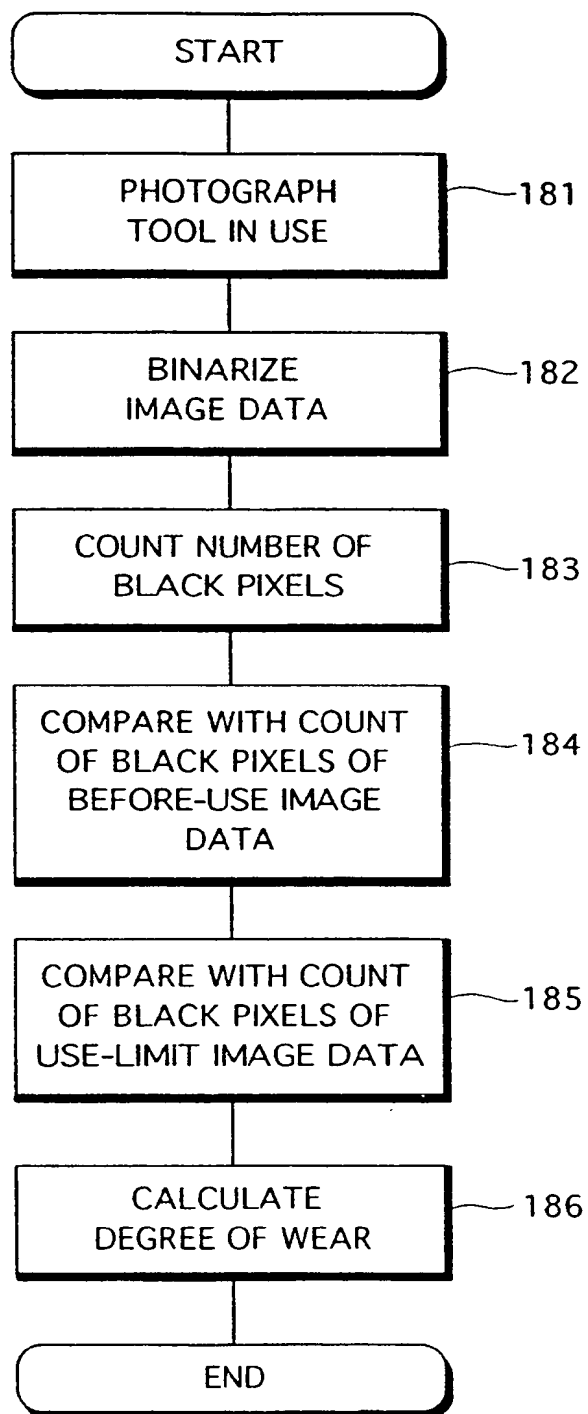 START
PHOTOGRAPH
TOOL IN USE
181
BINARIZE
IMAGE DATA
182
COUNT NUMBER OF
BLACK PIXELS
183
COMPARE WITH COUNT
OF BLACK PIXELS OF
BEFORE-USE IMAGE
DATA
184
COMPARE WITH COUNT
OF BLACK PIXELS OF
USE-LIMIT IMAGE DATA
185
CALCULATE
DEGREE OF WEAR
186
END